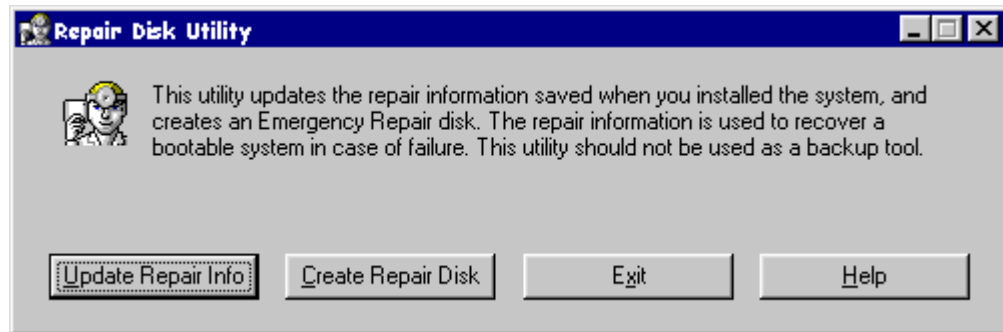 Repair Disk Utility
This utility updates the repair information saved when you installed the system, and
creates an Emergency Repair disk. The repair information is used to recover a
bootable system in case of failure. This utility should not be used as a backup tool.
Update Repair Info Create Repair Disk Exit Help